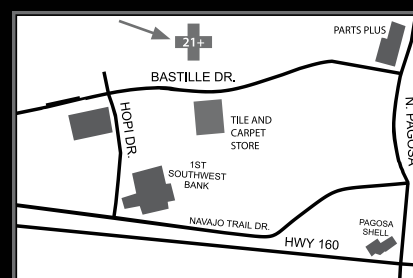 PARTS PLUS
21+
BASTILLE DR.
N. PAGOSA
HOPI DR.
TILE AND
CARPET
STORE
1ST
SOUTHWEST
BANK
NAVAJO TRAIL DR.
PAGOSA
SHELL
HWY 160